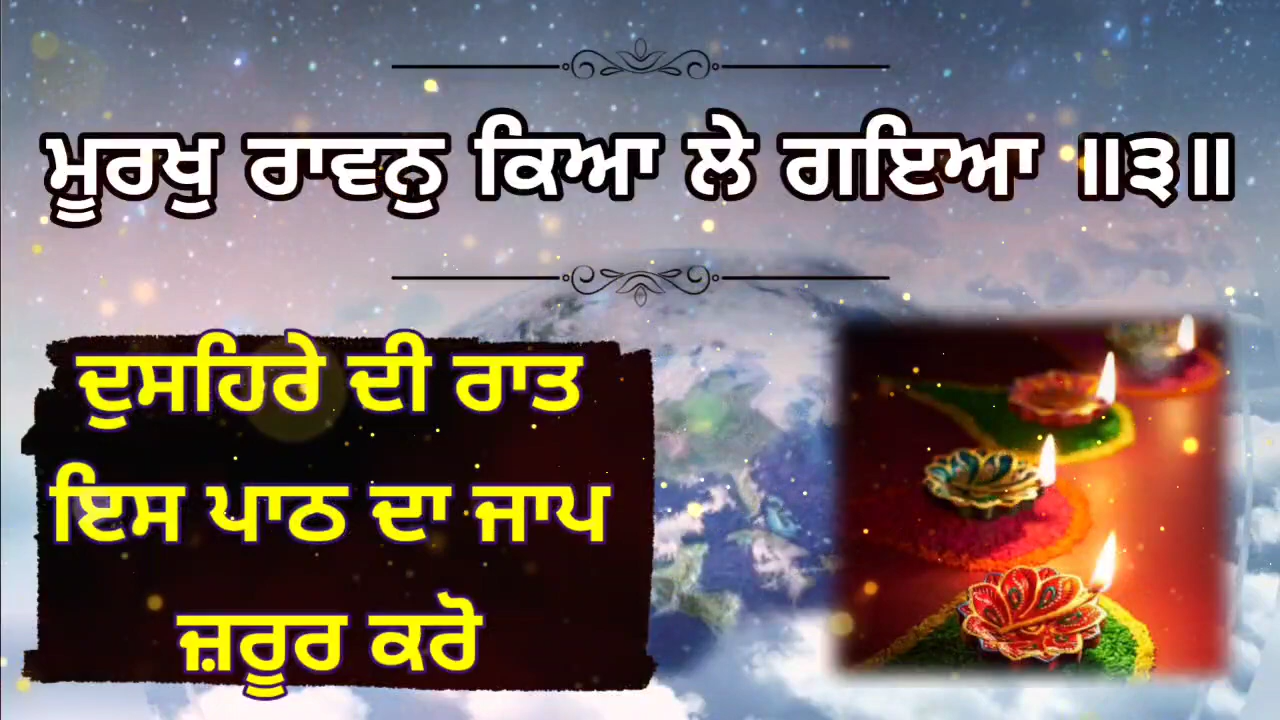 ਮੂਰਖੁ ਰਾਵਨੁ ਕਿਆ ਲੇ ਗਇਆ ॥੩॥
ਦੁਸਹਿਰੇ ਦੀ ਰਾਤ
ਇਸ ਪਾਠ ਦਾ ਜਾਪ
ਜ਼ਰੂਰ ਕਰੋ